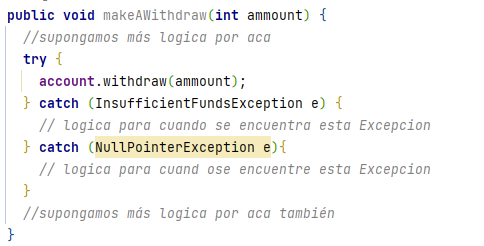 public void makeAWithdraw(int ammount) {
//supongamos más logica por aca
try {
account.withdraw(ammount);
} catch (InsufficientFundsException e) {
// logica para cuando se encuentra esta Excepcion
} catch (NullPointerException e){
// logica para cuand ose encuentre esta Excepcion
}
//supongamos más logica por aca también
}